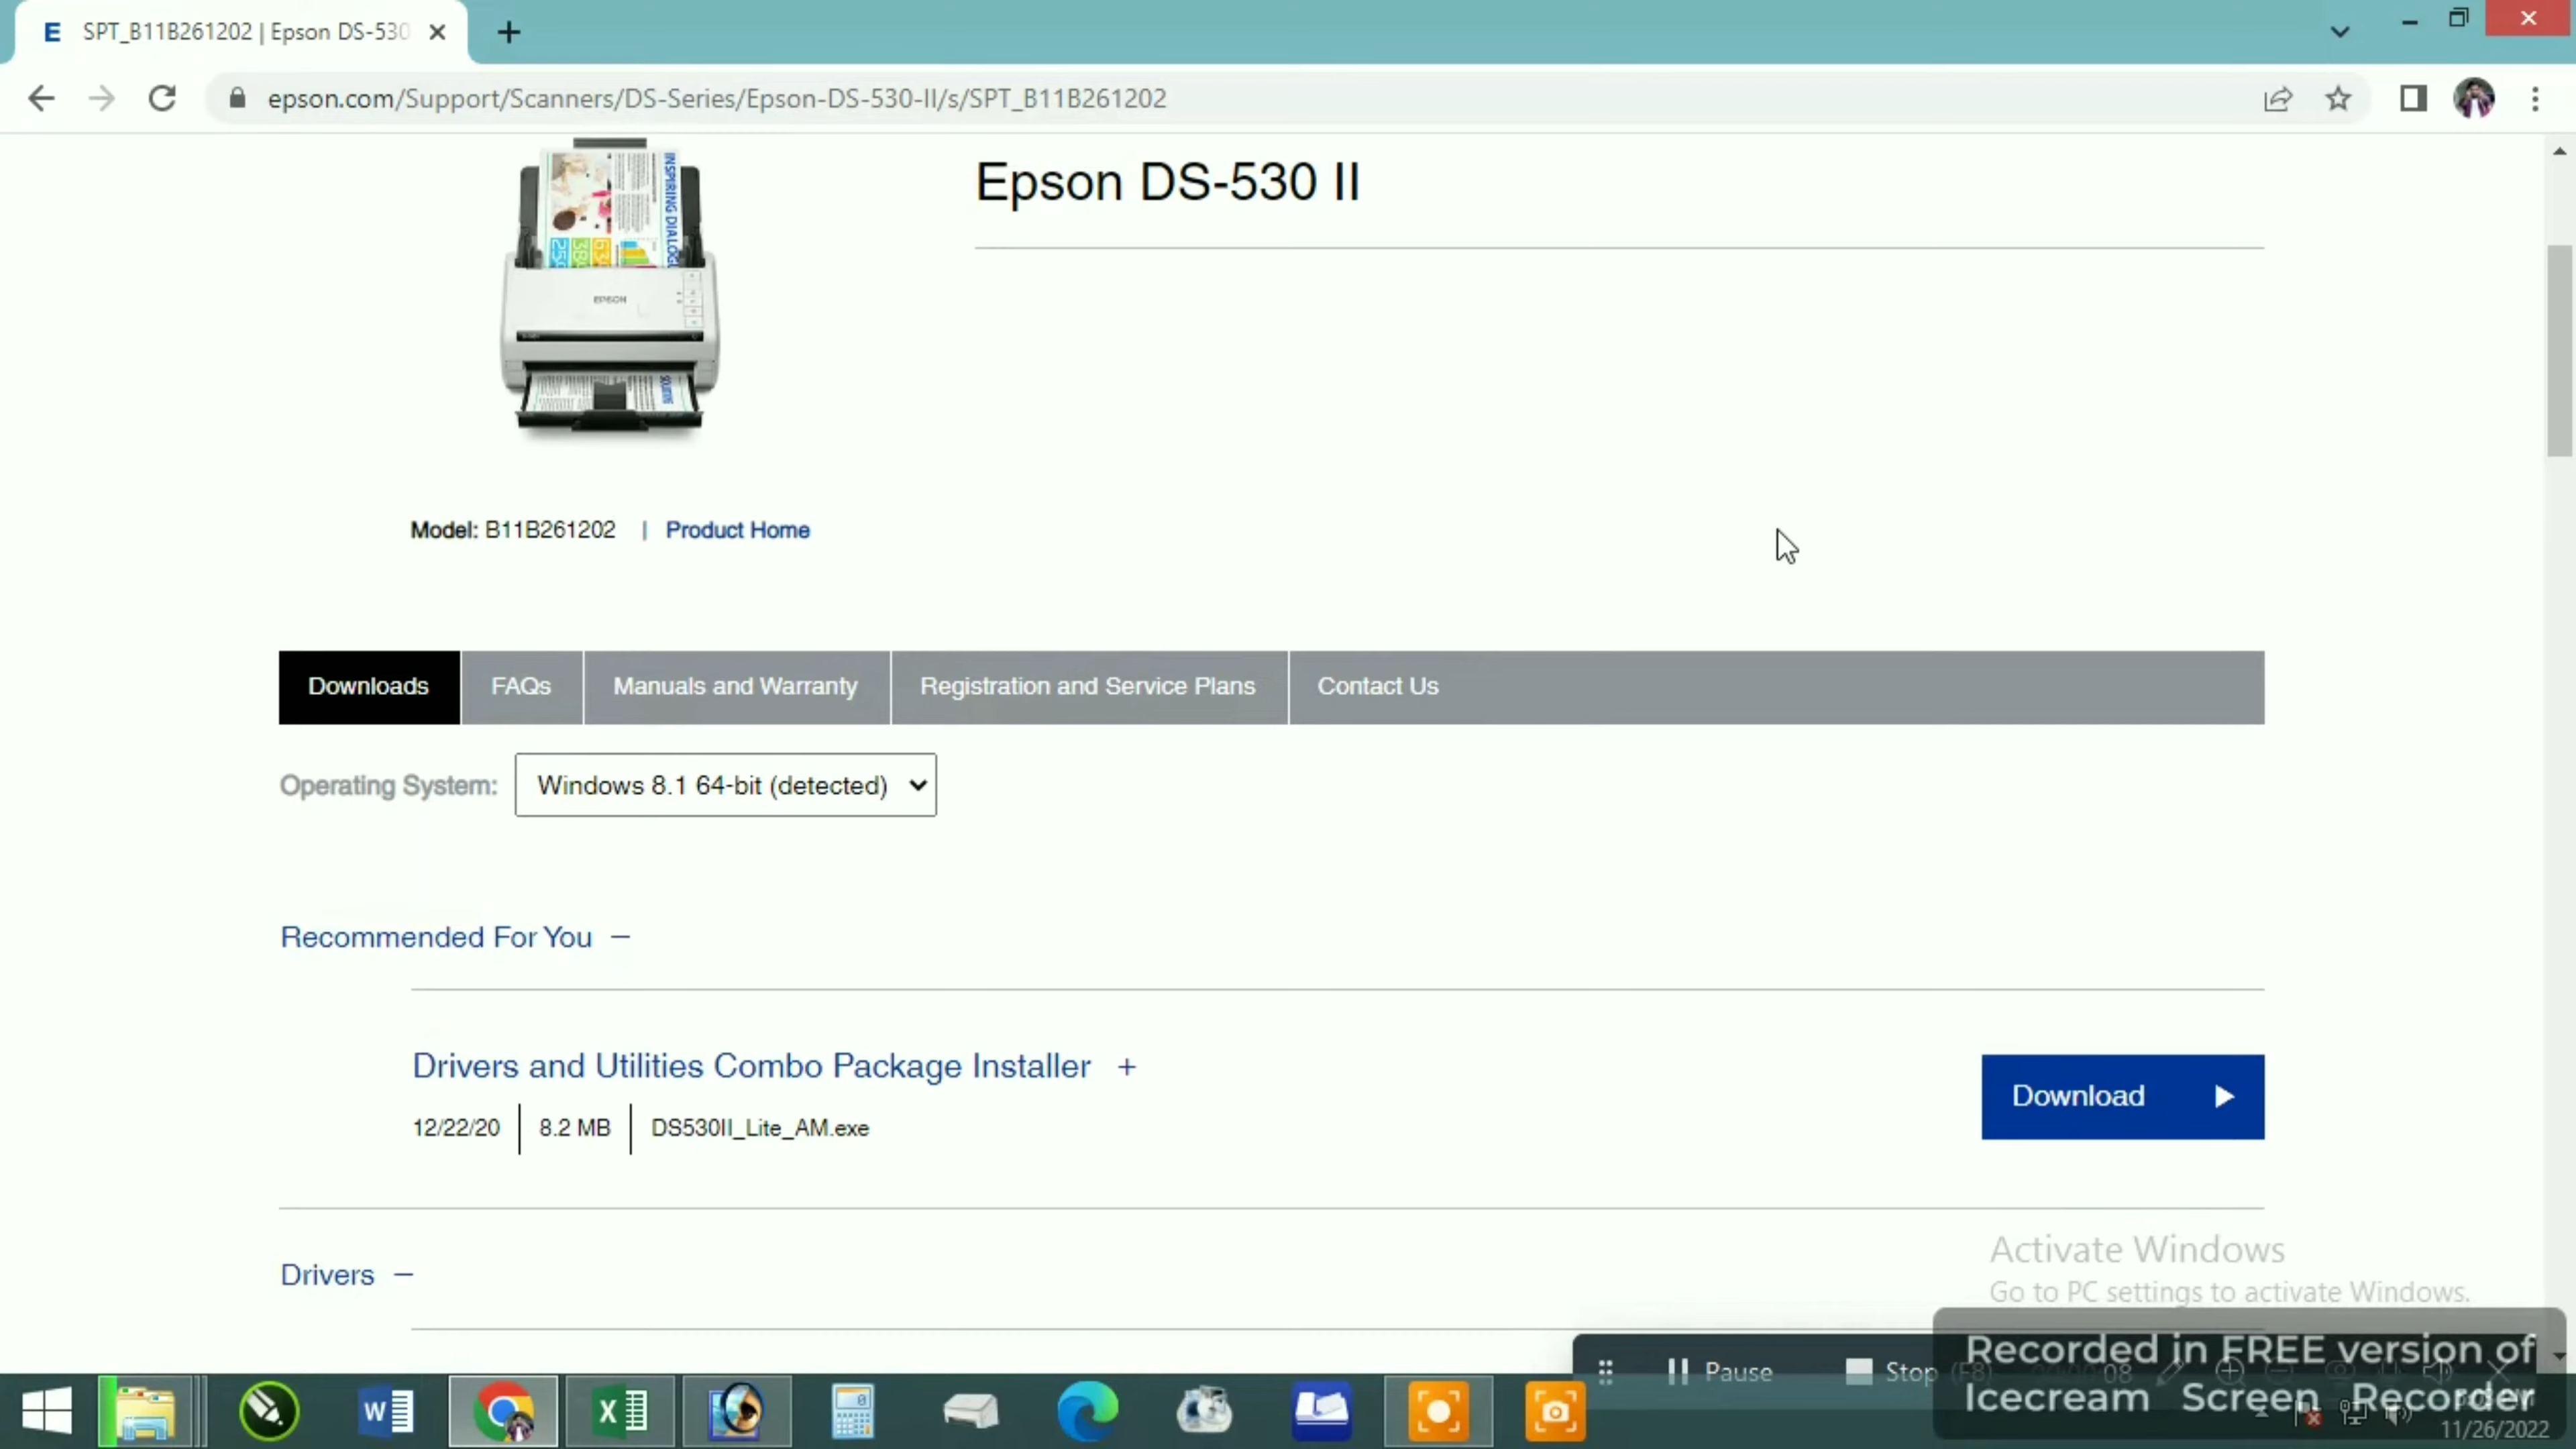 SPT_B11B261202 | Epson DS-530
epson.com/Support/Scanners/DS-Series/Epson-DS-530-II/s/SPT_B11B261202
INSPIRING DIALOG
EPSON
Epson DS-530 II
Model: B11B261202 | Product Home
Downloads
FAQs
Manuals and Warranty
Registration and Service Plans
Contact Us
Operating System:
Windows 8.1 64-bit (detected)
Recommended For You —
Drivers and Utilities Combo Package Installer +
12/22/20 | 8.2 MB | DS530II_Lite_AM.exe
Download
Drivers —
Activate Windows
Go to PC settings to activate Windows.
Pause
Stop (F8)
Recorded in FREE version of
Icecream Screen Recorder
11/26/2022